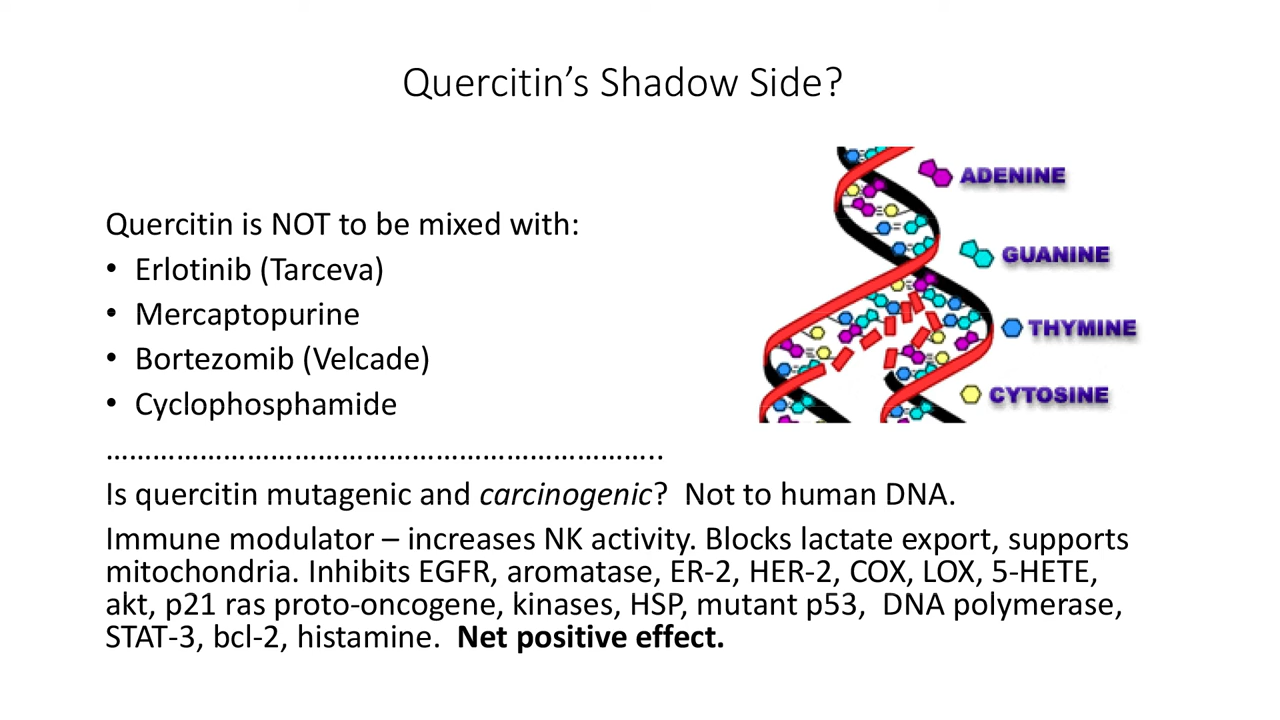 Quercitin’s Shadow Side?
Quercitin is NOT to be mixed with:
• Erlotinib (Tarceva)
• Mercaptopurine
• Bortezomib (Velcade)
• Cyclophosphamide
…………………………………………………………..
Is quercitin mutagenic and carcinogenic?  Not to human DNA.
Immune modulator – increases NK activity. Blocks lactate export, supports
mitochondria. Inhibits EGFR, aromatase, ER-2, HER-2, COX, LOX, 5-HETE,
akt, p21 ras proto-oncogene, kinases, HSP, mutant p53,  DNA polymerase,
STAT-3, bcl-2, histamine.  Net positive effect.
ADENINE
GUANINE
THYMINE
CYTOSINE